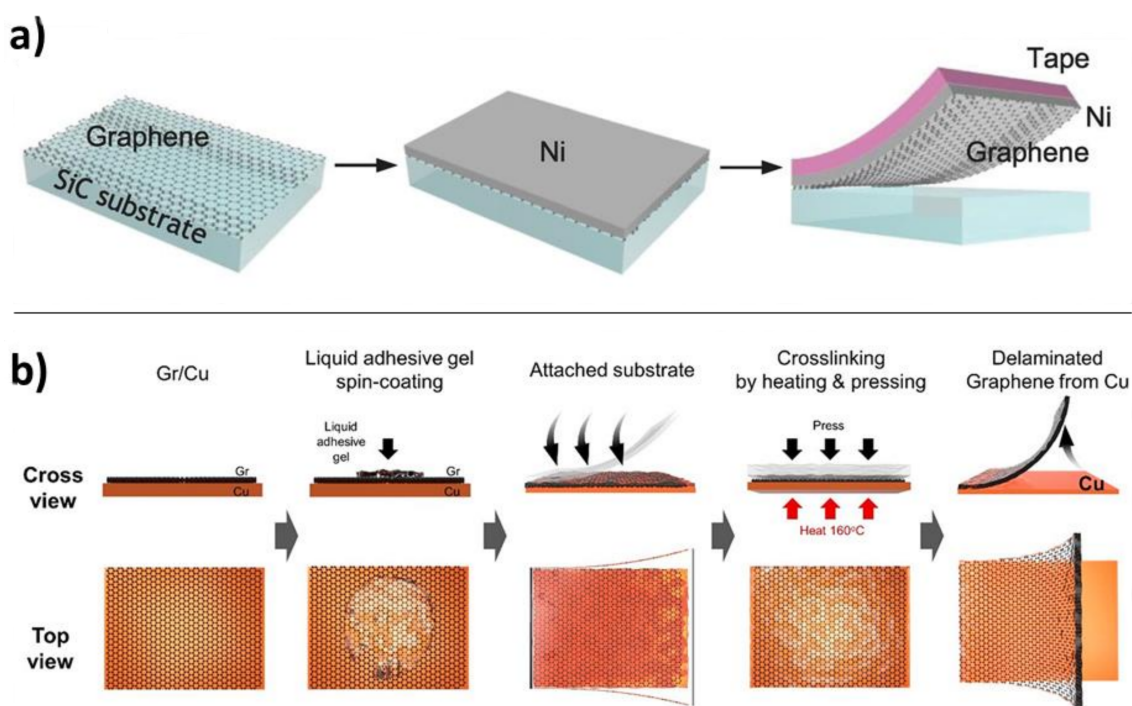 a)
Graphene
SiC substrate
Ni
Tape
Ni
Graphene
b)
Gr/Cu
Liquid adhesive gel
spin-coating
Attached substrate
Crosslinking
by heating & pressing
Delaminated
Graphene from Cu
Cross
view
Gr
Cu
Liquid
adhesive
gel
Gr
Cu
Press
Heat 160°C
Cu
Top
view